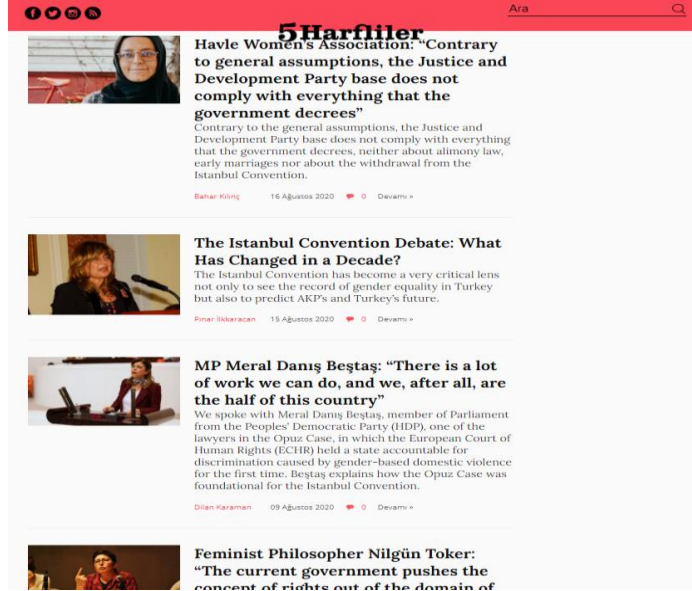 Ara
5Harfliler
Havle Women's Association: “Contrary
to general assumptions, the Justice and
Development Party base does not
comply with everything that the
government decrees”
Contrary to the general assumptions, the Justice and
Development Party base does not comply with everything
that the government decrees, neither about alimony law,
early marriages nor about the withdrawal from the
Istanbul Convention.
Bahar Kılınç 16 Ağustos 2020 0 Devamı »
The Istanbul Convention Debate: What
Has Changed in a Decade?
The Istanbul Convention has become a very critical lens
not only to see the record of gender equality in Turkey
but also to predict AKP's and Turkey's future.
Pınar İlkkaracan 15 Ağustos 2020 0 Devamı »
MP Meral Danış Beştaş: “There is a lot
of work we can do, and we, after all, are
the half of this country”
We spoke with Meral Danış Beştaş, member of Parliament
from the Peoples' Democratic Party (HDP), one of the
lawyers in the Opuz Case, in which the European Court of
Human Rights (ECHR) held a state accountable for
discrimination caused by gender-based domestic violence
for the first time. Beştaş explains how the Opuz Case was
foundational for the Istanbul Convention.
Dilan Karaman 09 Ağustos 2020 0 Devamı »
Feminist Philosopher Nilgün Toker:
“The current government pushes the
concept of rights out of the domain of